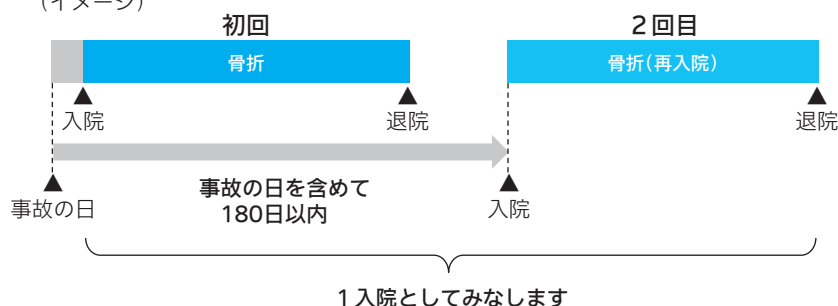 （イメージ）
初回
2回目
骨折
骨折(再入院)
▲
▲
▲
入院
退院
退院
▲
▲
事故の日
事故の日を含めて
180日以内
入院
1入院としてみなします